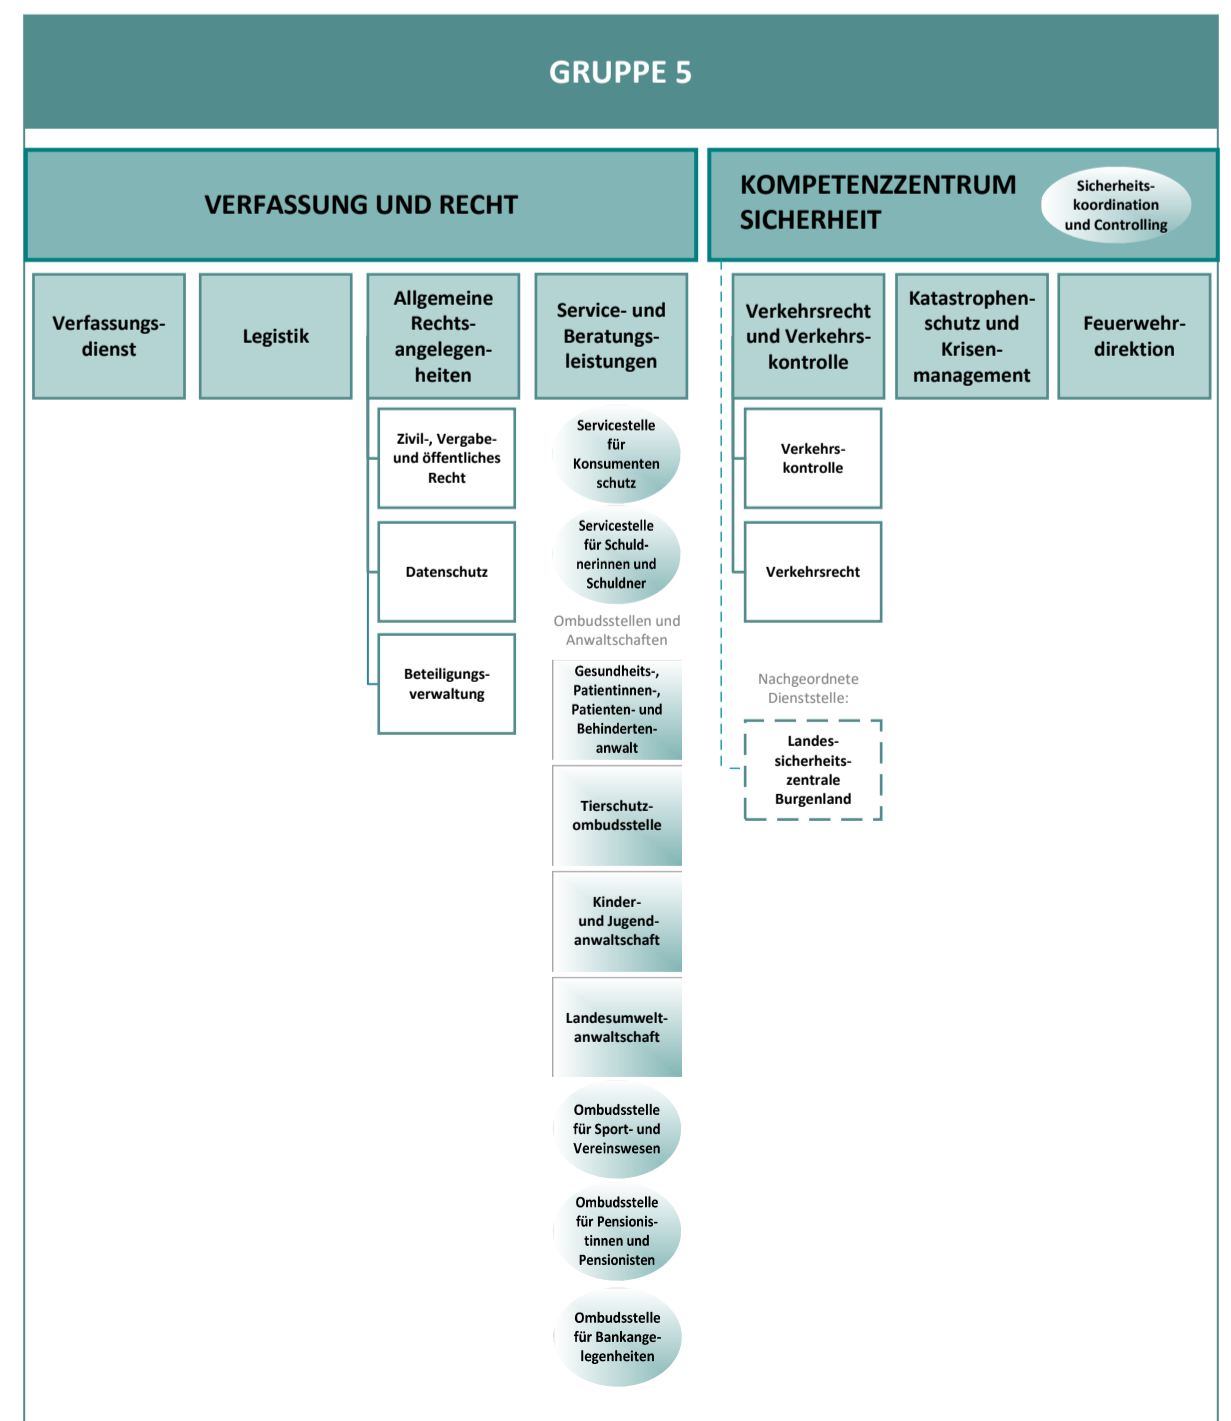 GRUPPE 5
VERFASSUNG UND RECHT
KOMPETENZZENTRUM
SICHERHEIT
Sicherheits-
koordination
und Controlling
Verfassungs-
dienst
Legistik
Allgemeine
Rechts-
angelegen-
heiten
Service- und
Beratungs-
leistungen
Verkehrsrecht
und Verkehrs-
kontrolle
Katastrophen-
schutz und
Krisen-
management
Feuerwehr-
direktion
Zivil-, Vergabe-
und öffentliches
Recht
Datenschutz
Beteiligungs-
verwaltung
Servicestelle
für
Konsumenten
schutz
Servicestelle
für Schuld-
nerinnen und
Schuldner
Ombudsstellen und
Anwaltschaften
Gesundheits-,
Patientinnen-,
Patienten- und
Behinderten-
anwalt
Tierschutz-
ombudsstelle
Kinder-
und Jugend-
anwaltschaft
Landesumwelt-
anwaltschaft
Ombudsstelle
für Sport- und
Vereinswesen
Ombudsstelle
für Pensionis-
tinnen und
Pensionisten
Ombudsstelle
für Bankange-
legenheiten
Verkehrs-
kontrolle
Verkehrsrecht
Nachgeordnete
Dienststelle:
Landes-
sicherheits-
zentrale
Burgenland